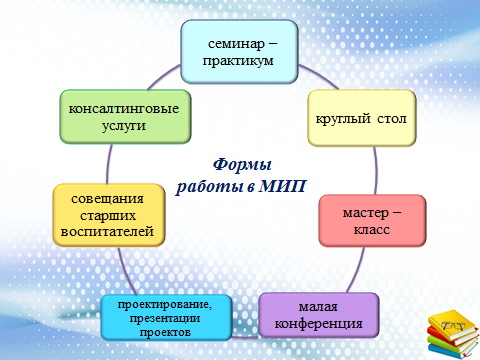 Формы
работы в МИП
семинар –
практикум
круглый стол
мастер –
класс
малая
конференция
проектирование,
презентации
проектов
совещания
старших
воспитателей
консалтинговые
услуги